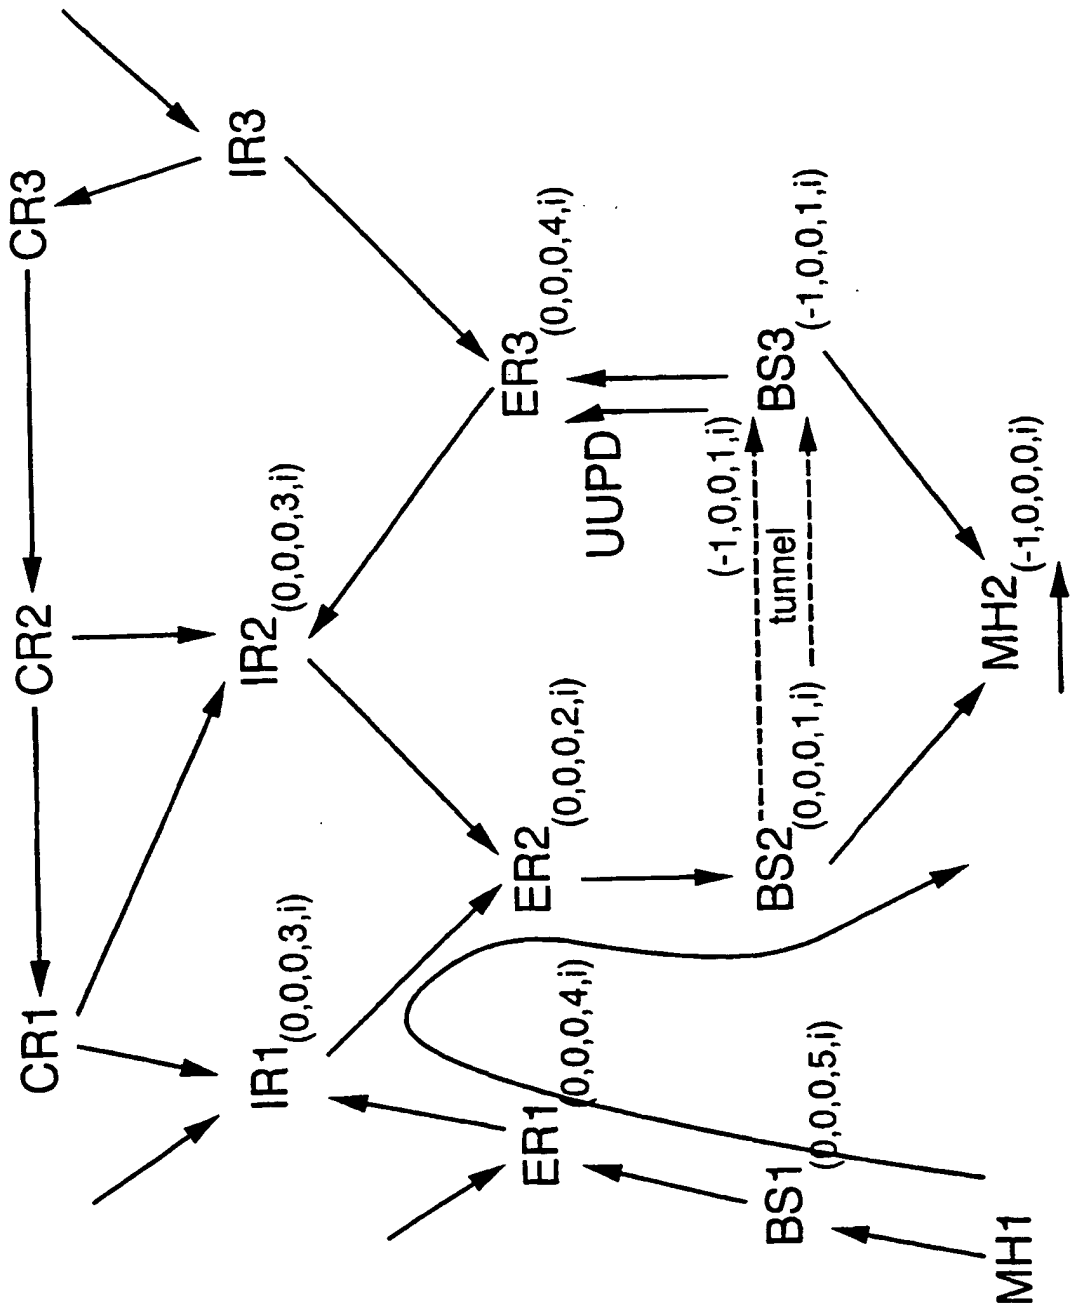 CR1
CR2
CR3
IR1(0,0,0,3,i)
IR2(0,0,0,3,i)
IR3
ER1(0,0,0,4,i)
ER2(0,0,0,2,i)
ER3(0,0,0,4,i)
UUPD
(-1,0,0,1,i)
tunnel
BS1(0,0,0,5,i)
BS2(0,0,0,1,i)
BS3(-1,0,0,1,i)
MH1
MH2(-1,0,0,0,i)